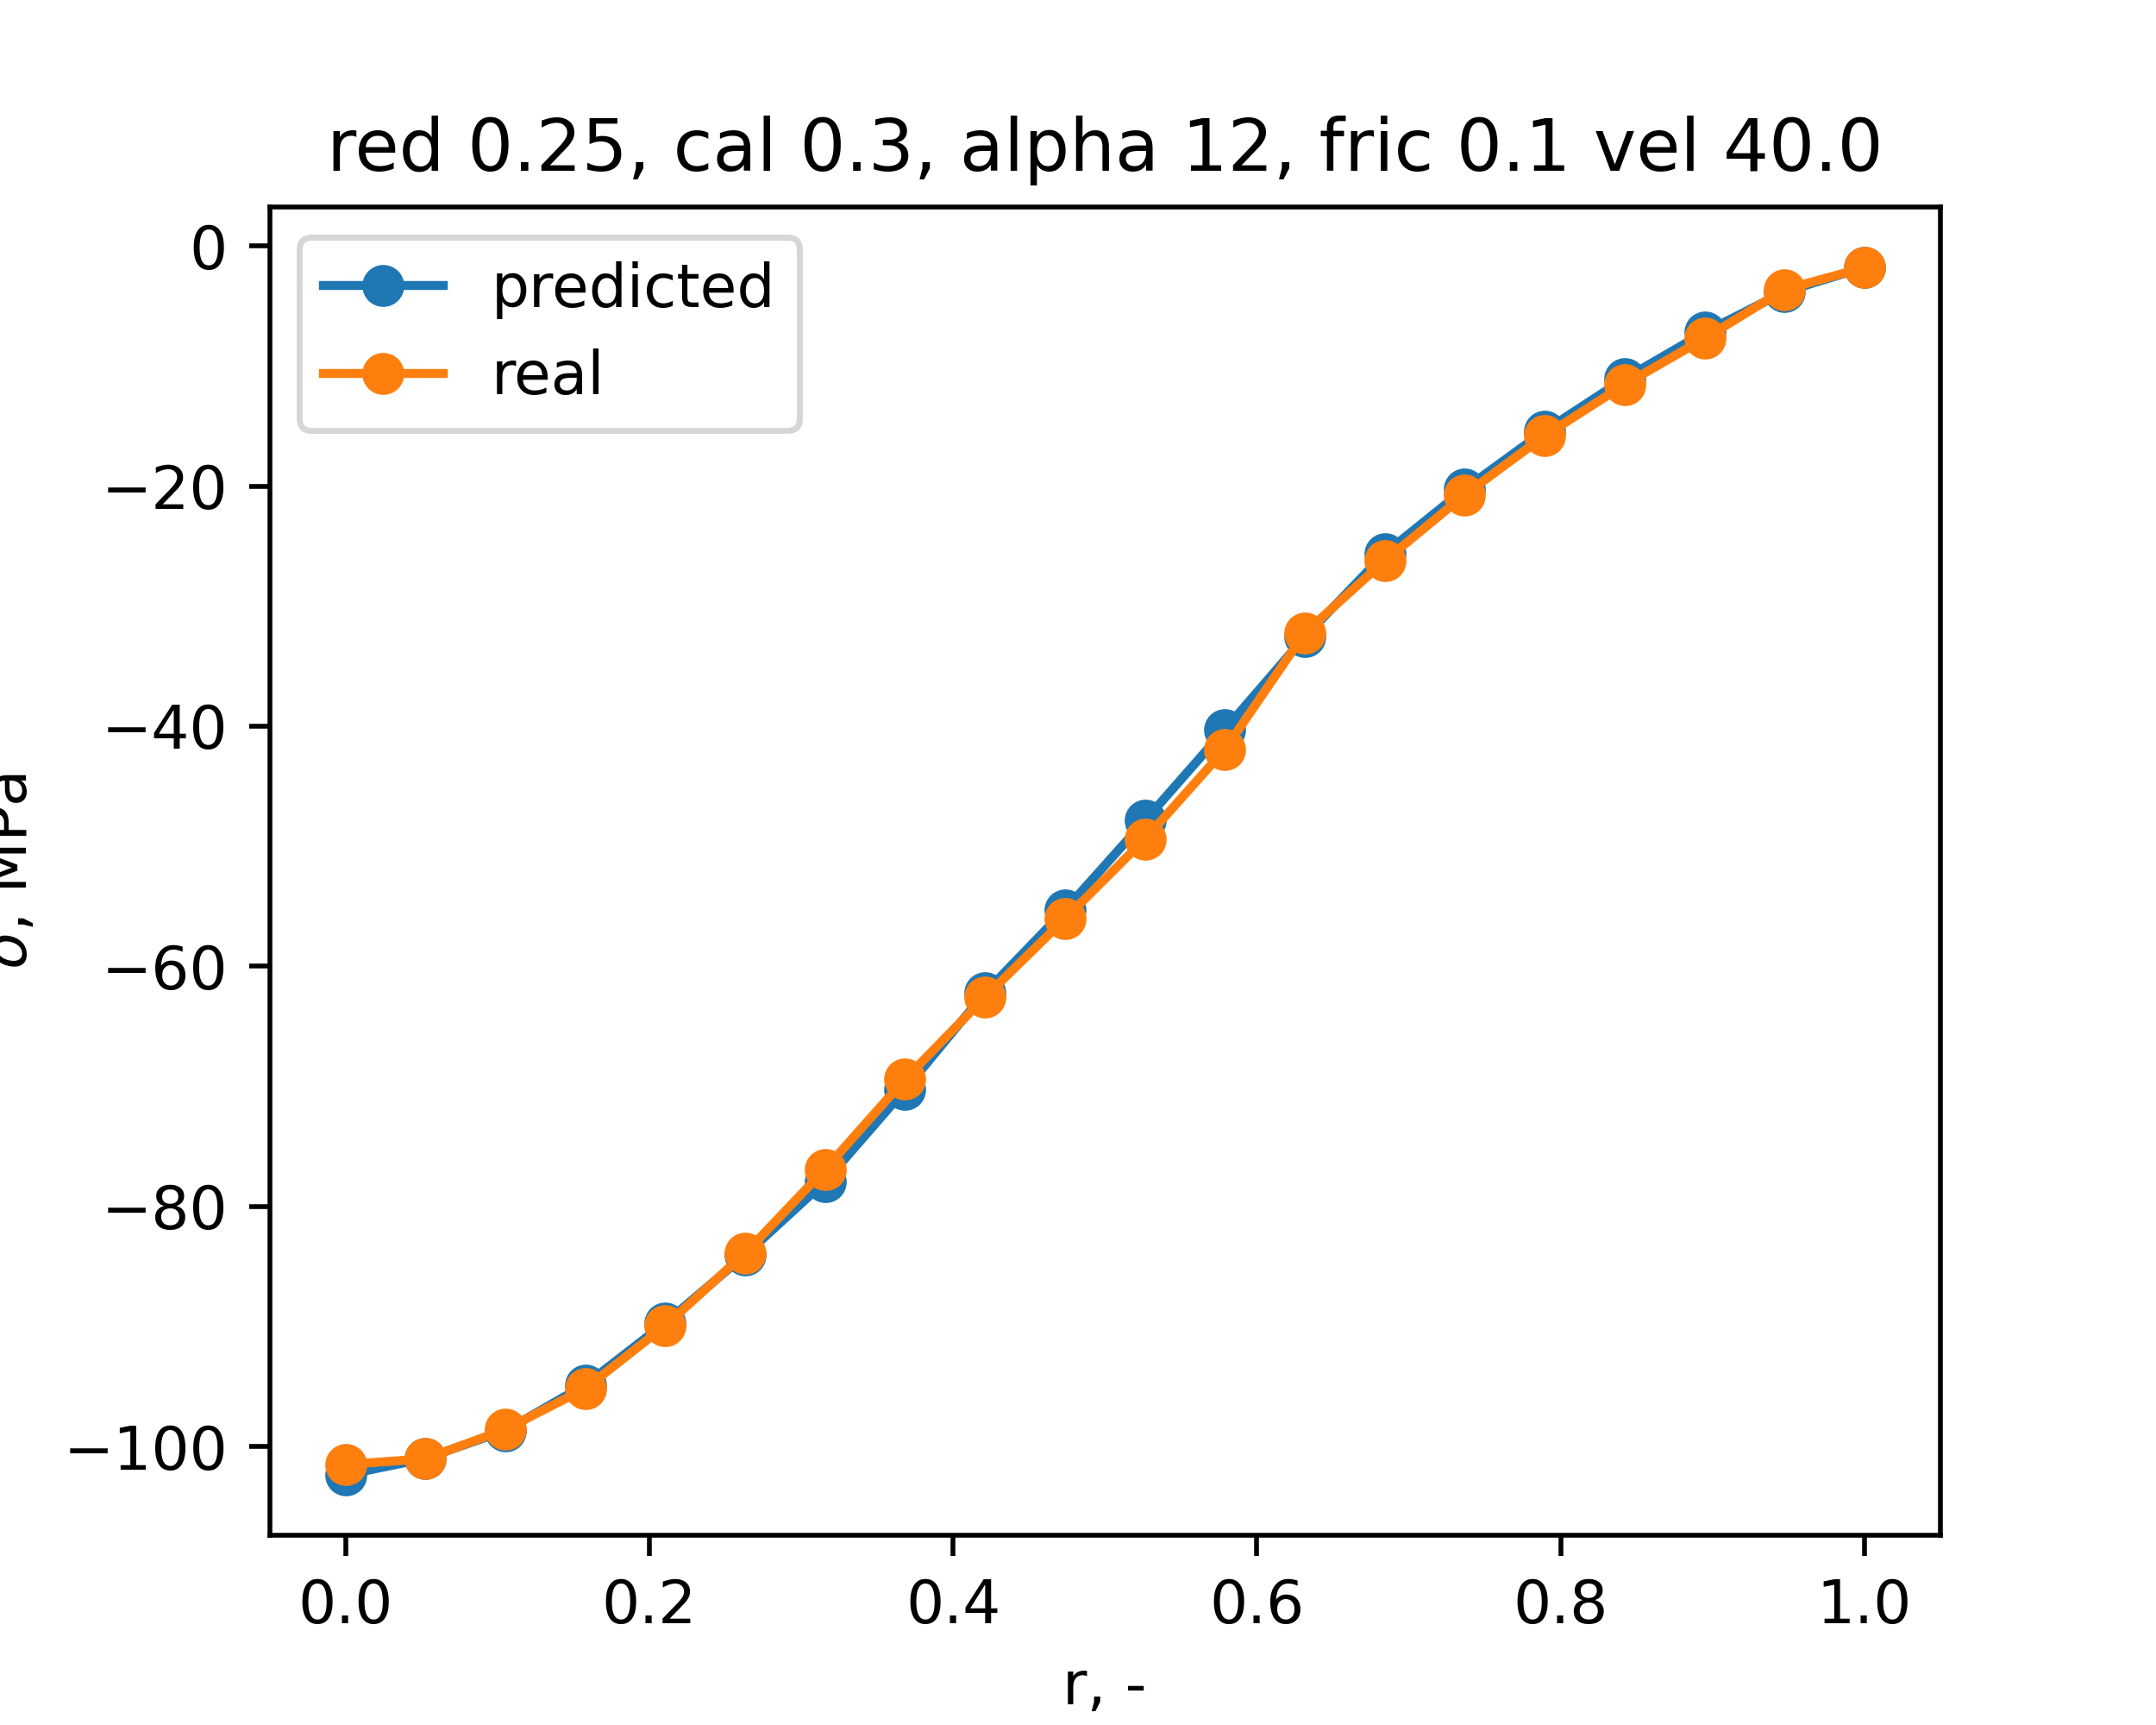 red 0.25, cal 0.3, alpha 12, fric 0.1 vel 40.0
predicted
real
0
−20
−40
−60
−80
−100
, MPa
0.0 0.2 0.4 0.6 0.8 1.0
r, -